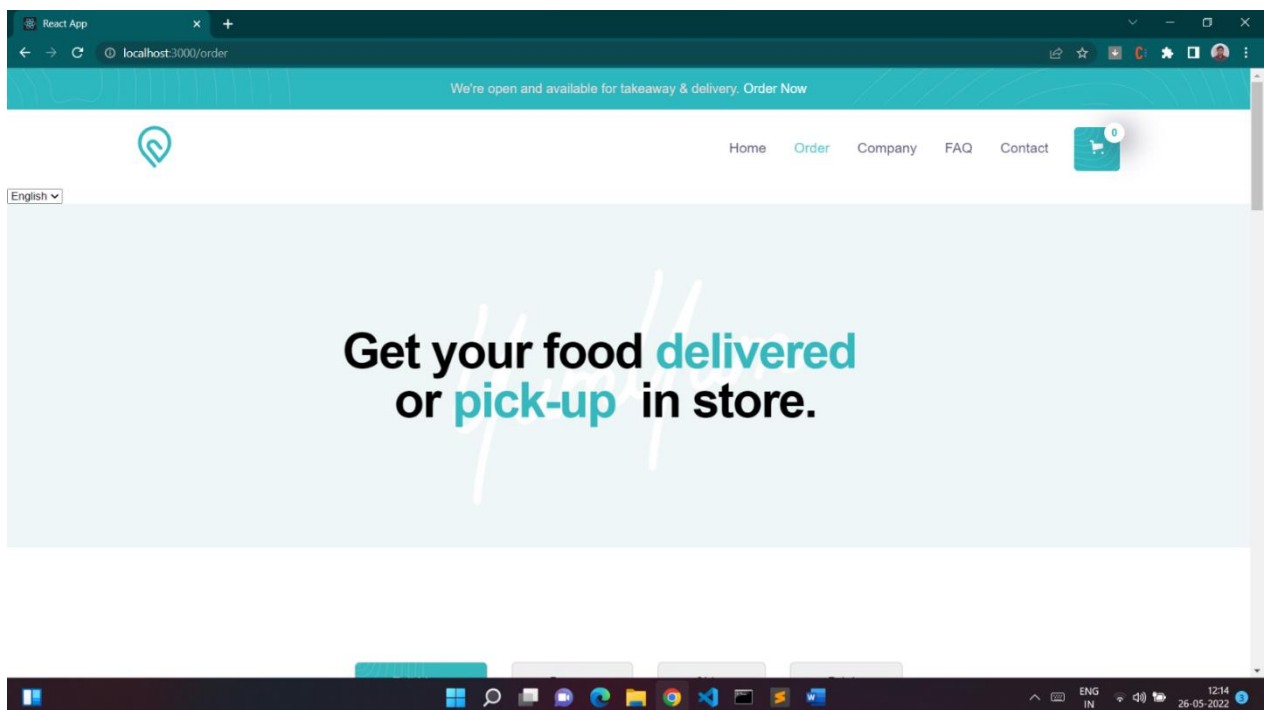 React App
localhost:3000/order
We're open and available for takeaway & delivery. Order Now
Home Order Company FAQ Contact 0
English
Get your food delivered
or pick-up in store.
ENG
IN
12:14
26-05-2022
3